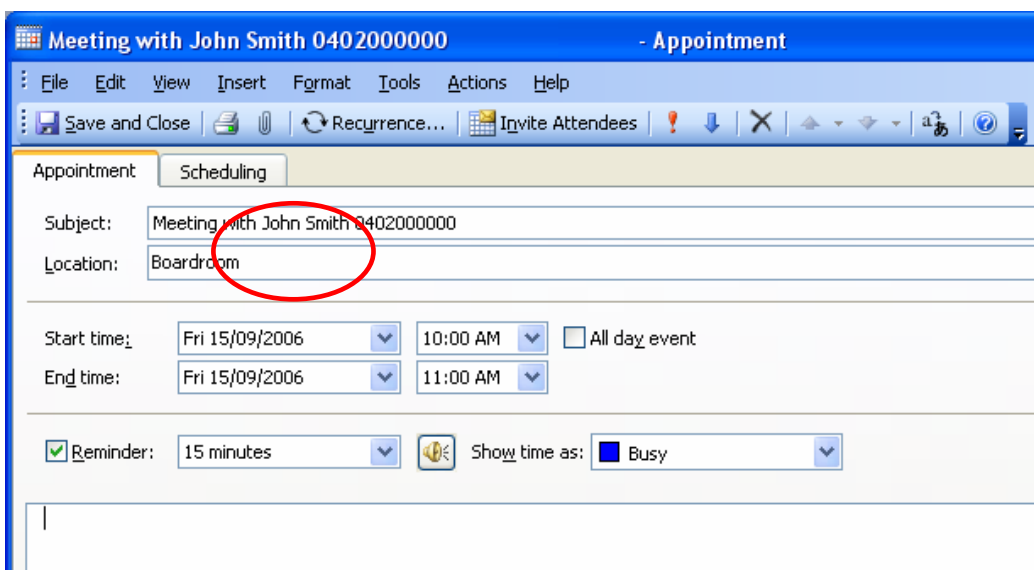 Meeting with John Smith 0402000000 - Appointment
File Edit View Insert Format Tools Actions Help
Save and Close Recurrence... Invite Attendees
Appointment Scheduling
Subject: Meeting with John Smith 0402000000
Location: Boardroom
Start time: Fri 15/09/2006 10:00 AM All day event
End time: Fri 15/09/2006 11:00 AM
Reminder: 15 minutes Show time as: Busy